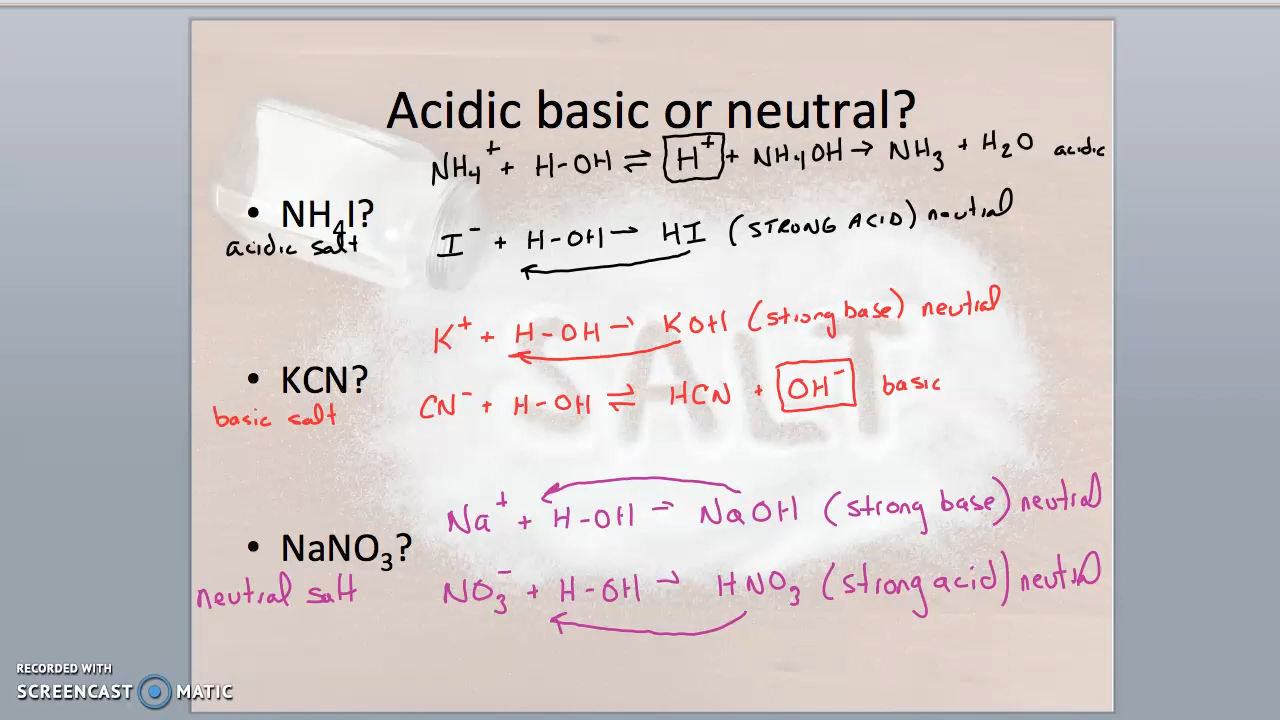 Acidic basic or neutral?
NH₄⁺ + H-OH ⇌ H⁺ + NH₄OH → NH₃ + H₂O acidic
• NH₄I?
acidic salt
I⁻ + H-OH → HI (STRONG ACID) neutral
K⁺ + H-OH → KOH (strong base) neutral
• KCN?
basic salt
CN⁻ + H-OH ⇌ HCN + OH⁻ basic
Na⁺ + H-OH → NaOH (strong base) neutral
• NaNO₃?
neutral salt
NO₃⁻ + H-OH → HNO₃ (strong acid) neutral
SALT
RECORDED WITH
SCREENCAST MATIC